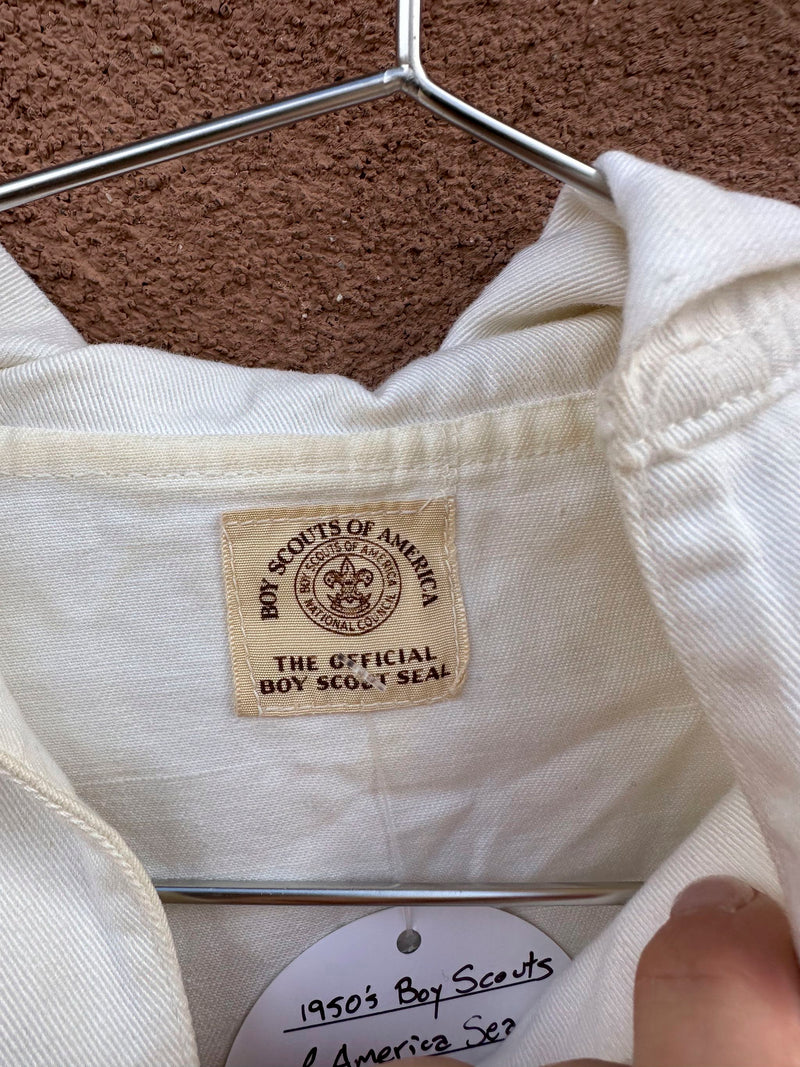 BOY SCOUTS OF AMERICA
BOY SCOUTS OF AMERICA
NATIONAL COUNCIL
THE OFFICIAL
BOY SCOUT SEAL
1950's Boy Scouts
America Sea